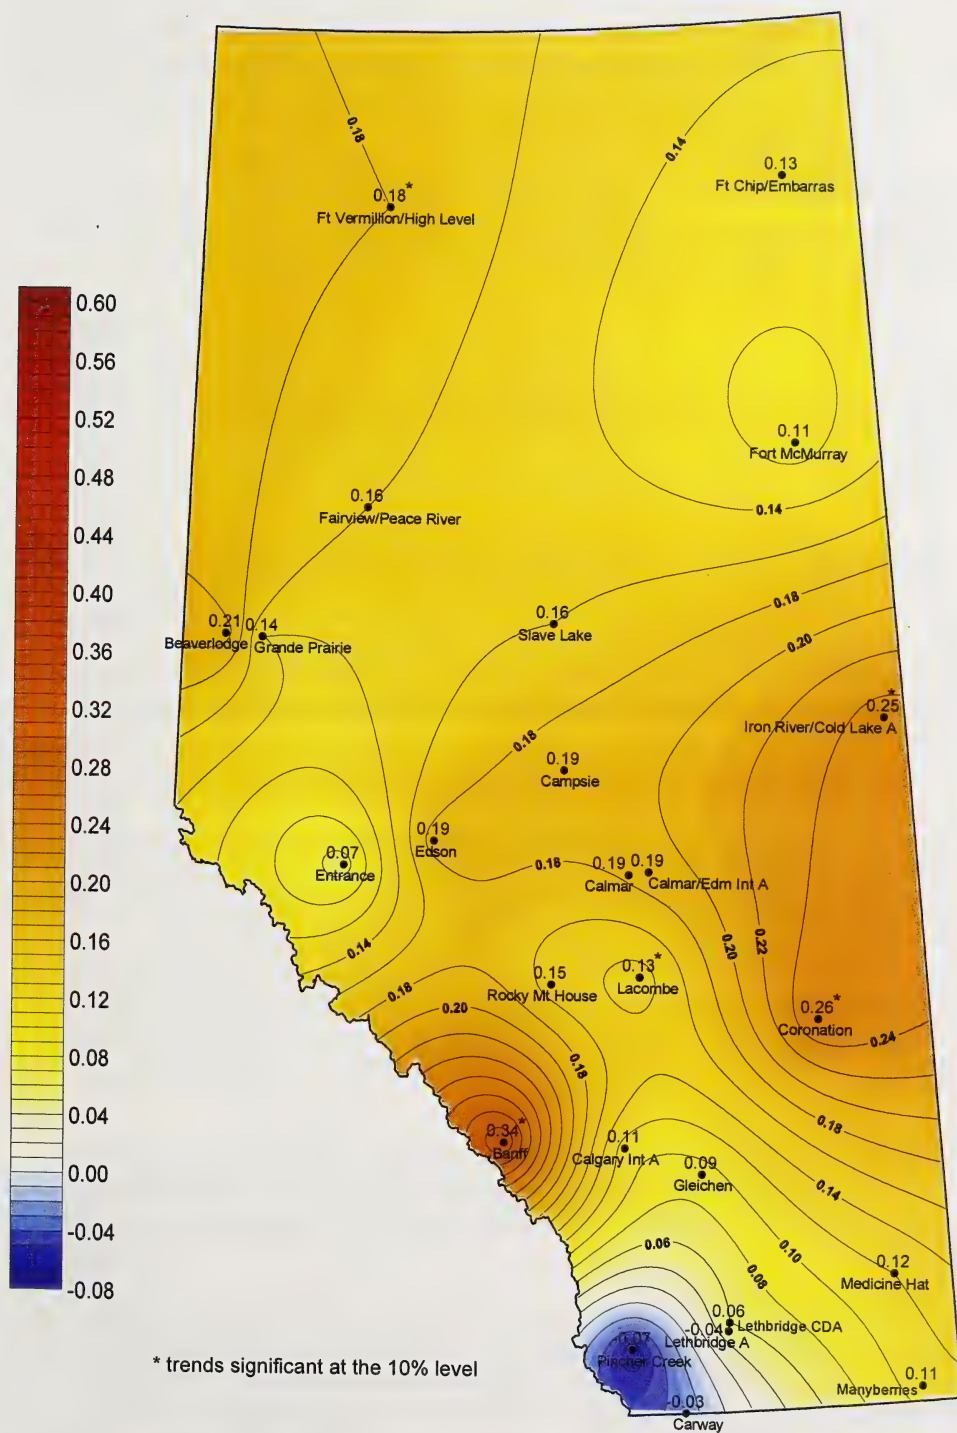 0.18
0.14
0.13
Ft Chip/Embarras
0.18*
Ft Vermillion/High Level
0.60
0.56
0.52
0.48
0.44
0.40
0.36
0.32
0.28
0.24
0.20
0.16
0.12
0.08
0.04
0.00
-0.04
-0.08
0.11
Fort McMurray
0.14
0.16
Fairview/Peace River
0.18
0.21
Beaverlodge
0.14
Grande Prairie
0.16
Slave Lake
0.20
0.25*
Iron River/Cold Lake A
0.18
0.19
Campsie
0.19
Edson
0.07
Entrance
0.18
0.19
Calmar
0.19
Calmar/Edm Int A
0.14
0.20
0.22
0.18
0.20
0.15
Rocky Mt House
0.13*
Lacombe
0.26*
Coronation
0.24
0.18
0.34*
Banff
0.11
Calgary Int A
0.18
0.09
Gleichen
0.14
0.06
0.10
0.08
0.12
Medicine Hat
0.06
Lethbridge CDA
-0.04
Lethbridge A
-0.07
Pincher Creek
* trends significant at the 10% level
0.11
Manyberries
-0.03
Carway